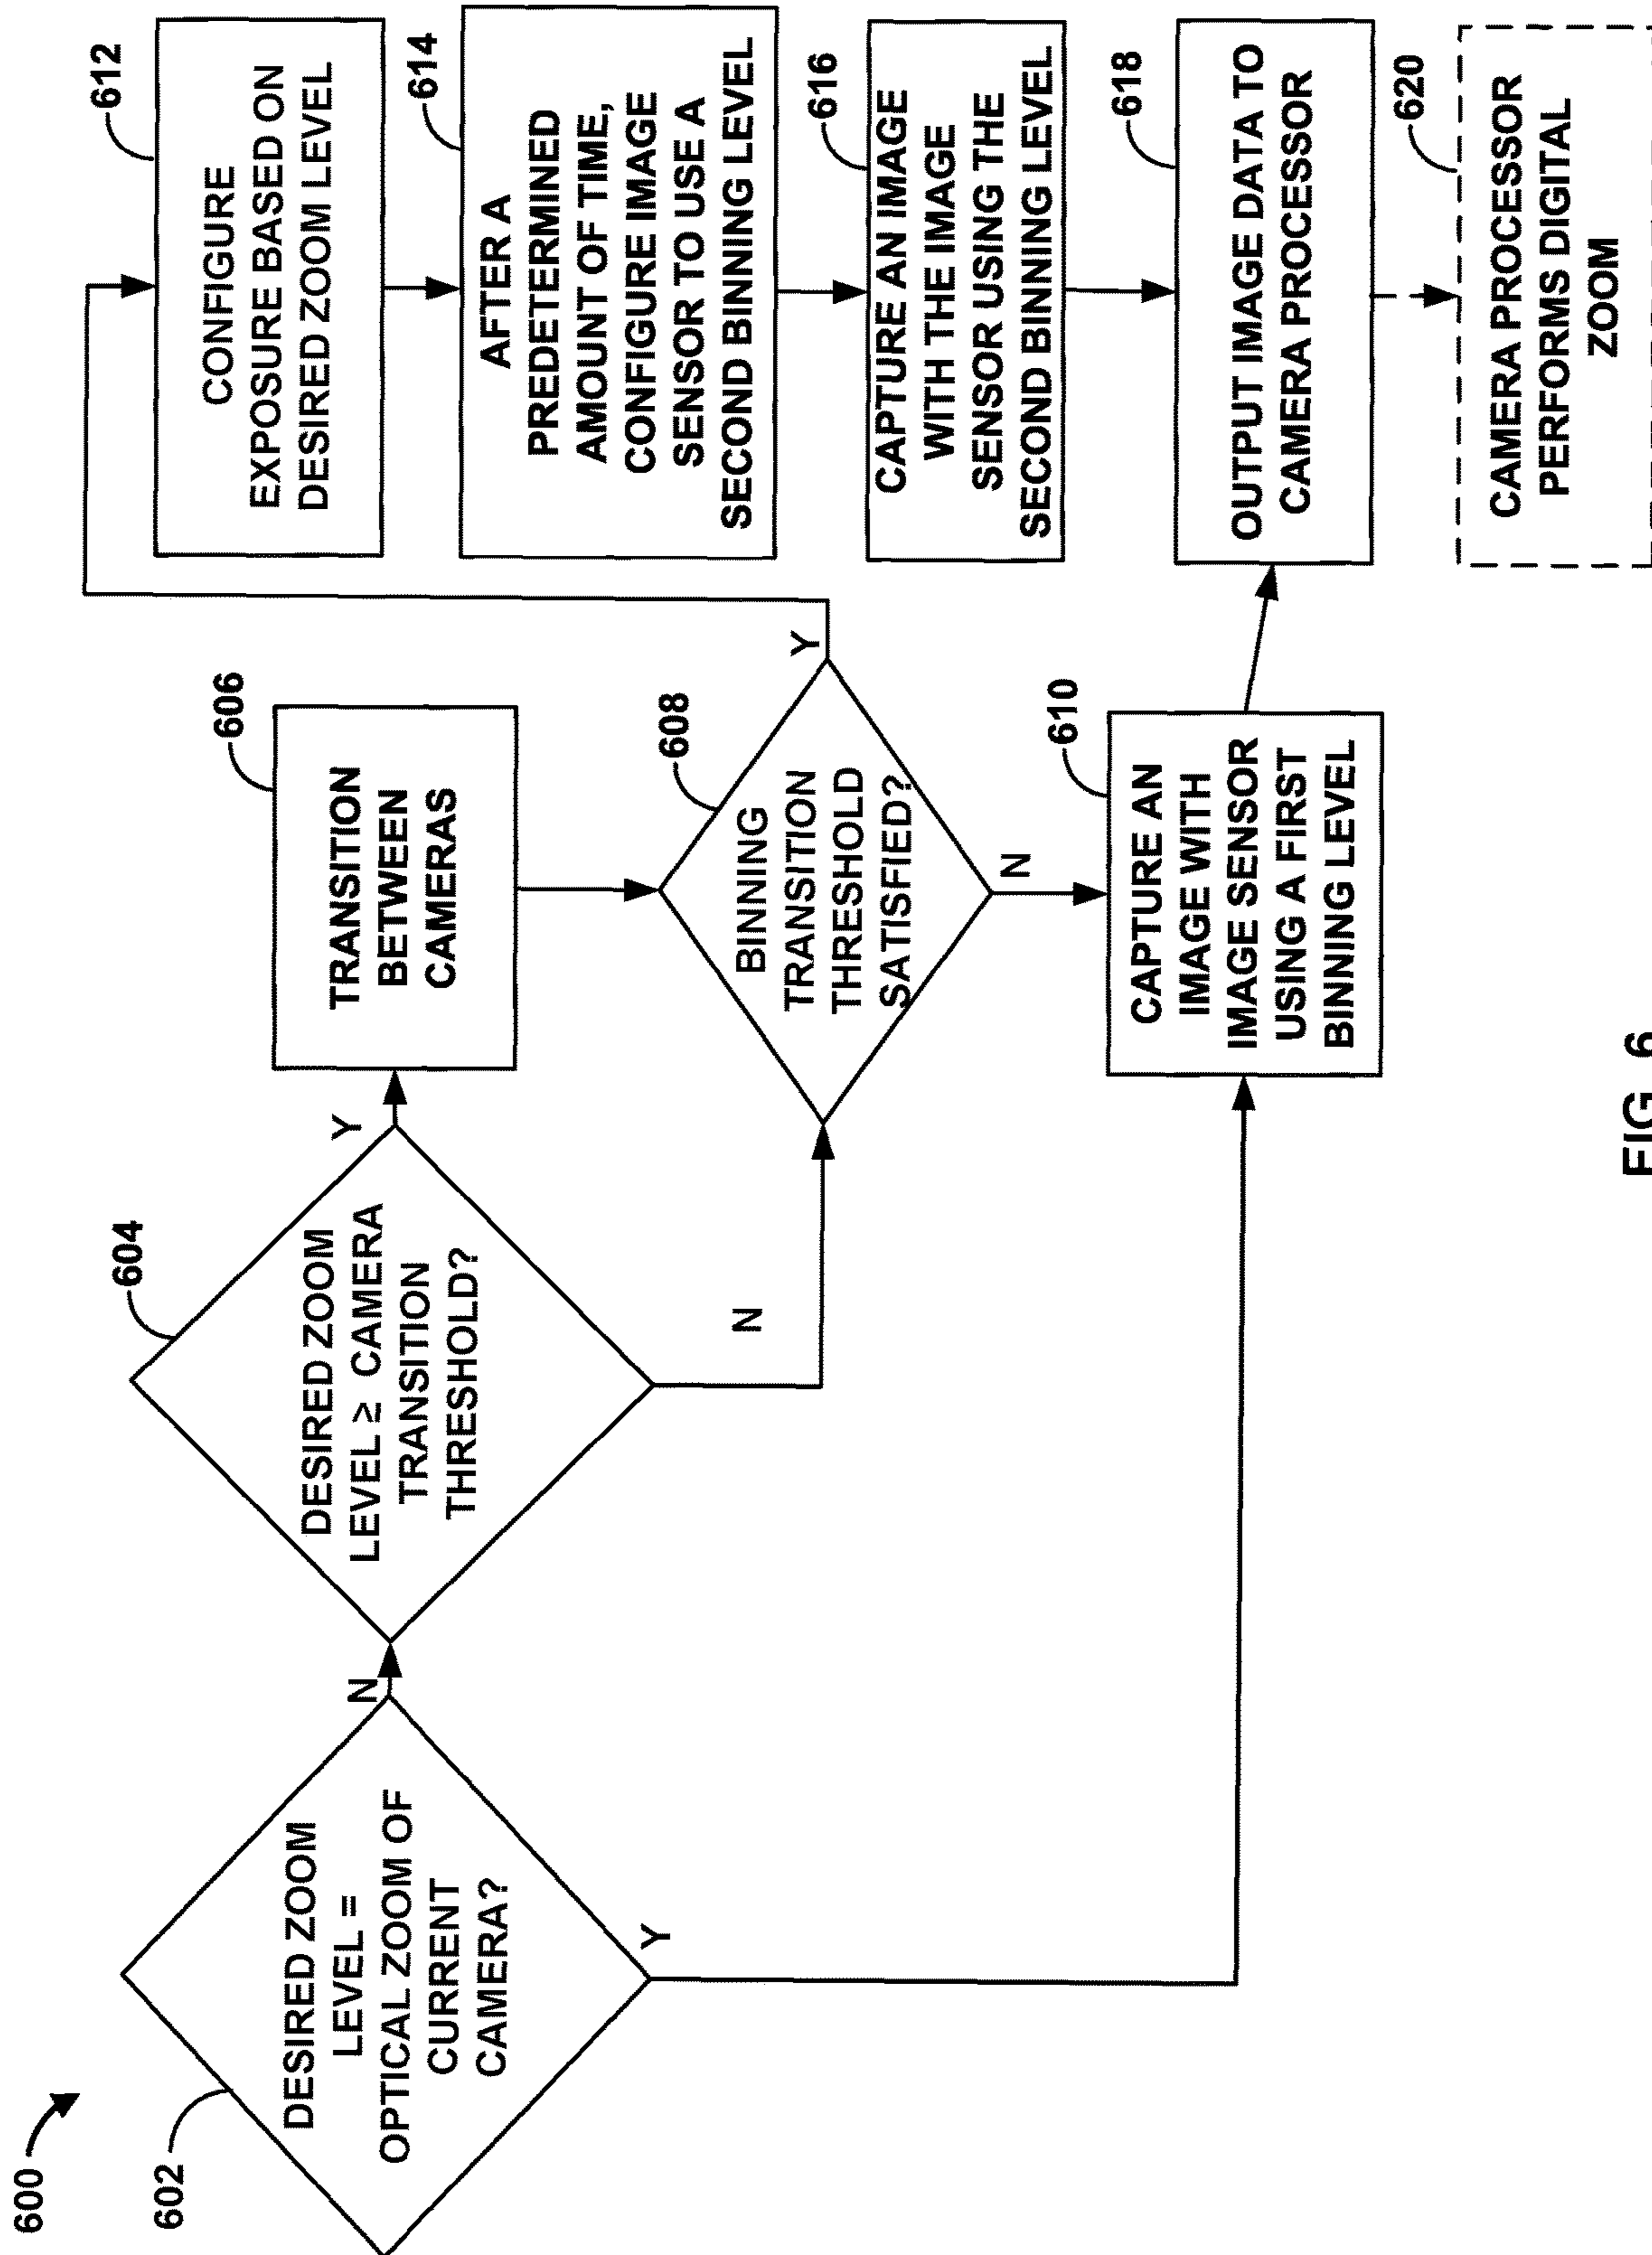 600
602
DESIRED ZOOM
LEVEL =
OPTICAL ZOOM OF
CURRENT
CAMERA?
N
Y
604
DESIRED ZOOM
LEVEL ≥ CAMERA
TRANSITION
THRESHOLD?
Y
N
606
TRANSITION
BETWEEN
CAMERAS
608
BINNING
TRANSITION
THRESHOLD
SATISFIED?
Y
N
610
CAPTURE AN
IMAGE WITH
IMAGE SENSOR
USING A FIRST
BINNING LEVEL
612
CONFIGURE
EXPOSURE BASED ON
DESIRED ZOOM LEVEL
614
AFTER A
PREDETERMINED
AMOUNT OF TIME,
CONFIGURE IMAGE
SENSOR TO USE A
SECOND BINNING LEVEL
616
CAPTURE AN IMAGE
WITH THE IMAGE
SENSOR USING THE
SECOND BINNING LEVEL
618
OUTPUT IMAGE DATA TO
CAMERA PROCESSOR
620
CAMERA PROCESSOR
PERFORMS DIGITAL
ZOOM
FIG. 6